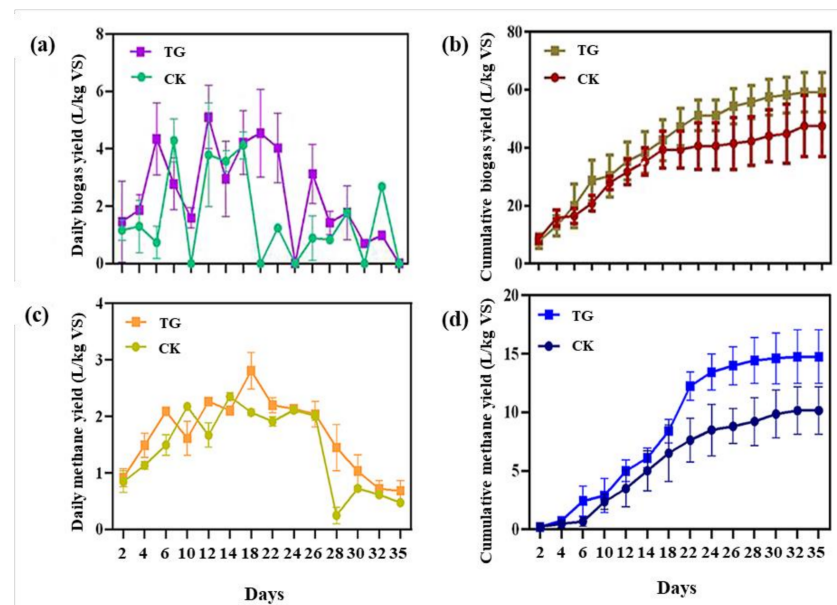 (a)
TG
CK
Daily biogas yield (L/kg VS)
8
6
4
2
0
(b)
TG
CK
Cumulative biogas yield (L/kg VS)
80
60
40
20
0
(c)
TG
CK
Daily methane yield (L/kg VS)
4
3
2
1
0
2 4 6 10 12 14 18 22 24 26 28 30 32 35
Days
(d)
TG
CK
Cumulative methane yield (L/kg VS)
20
15
10
5
0
2 4 6 10 12 14 18 22 24 26 28 30 32 35
Days